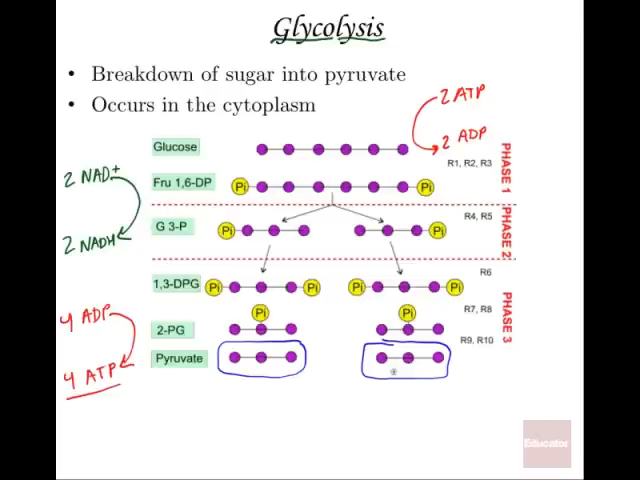 Glycolysis
• Breakdown of sugar into pyruvate
• Occurs in the cytoplasm
2 ATP
2 ADP
Glucose
R1, R2, R3
PHASE 1
2 NAD+
Fru 1,6-DP
Pi
Pi
G 3-P
Pi
Pi
R4, R5
PHASE 2
2 NADH
R6
1,3-DPG
Pi
Pi
Pi
Pi
PHASE 3
4 ADP
Pi
Pi
R7, R8
2-PG
R9, R10
Pyruvate
4 ATP
Educator